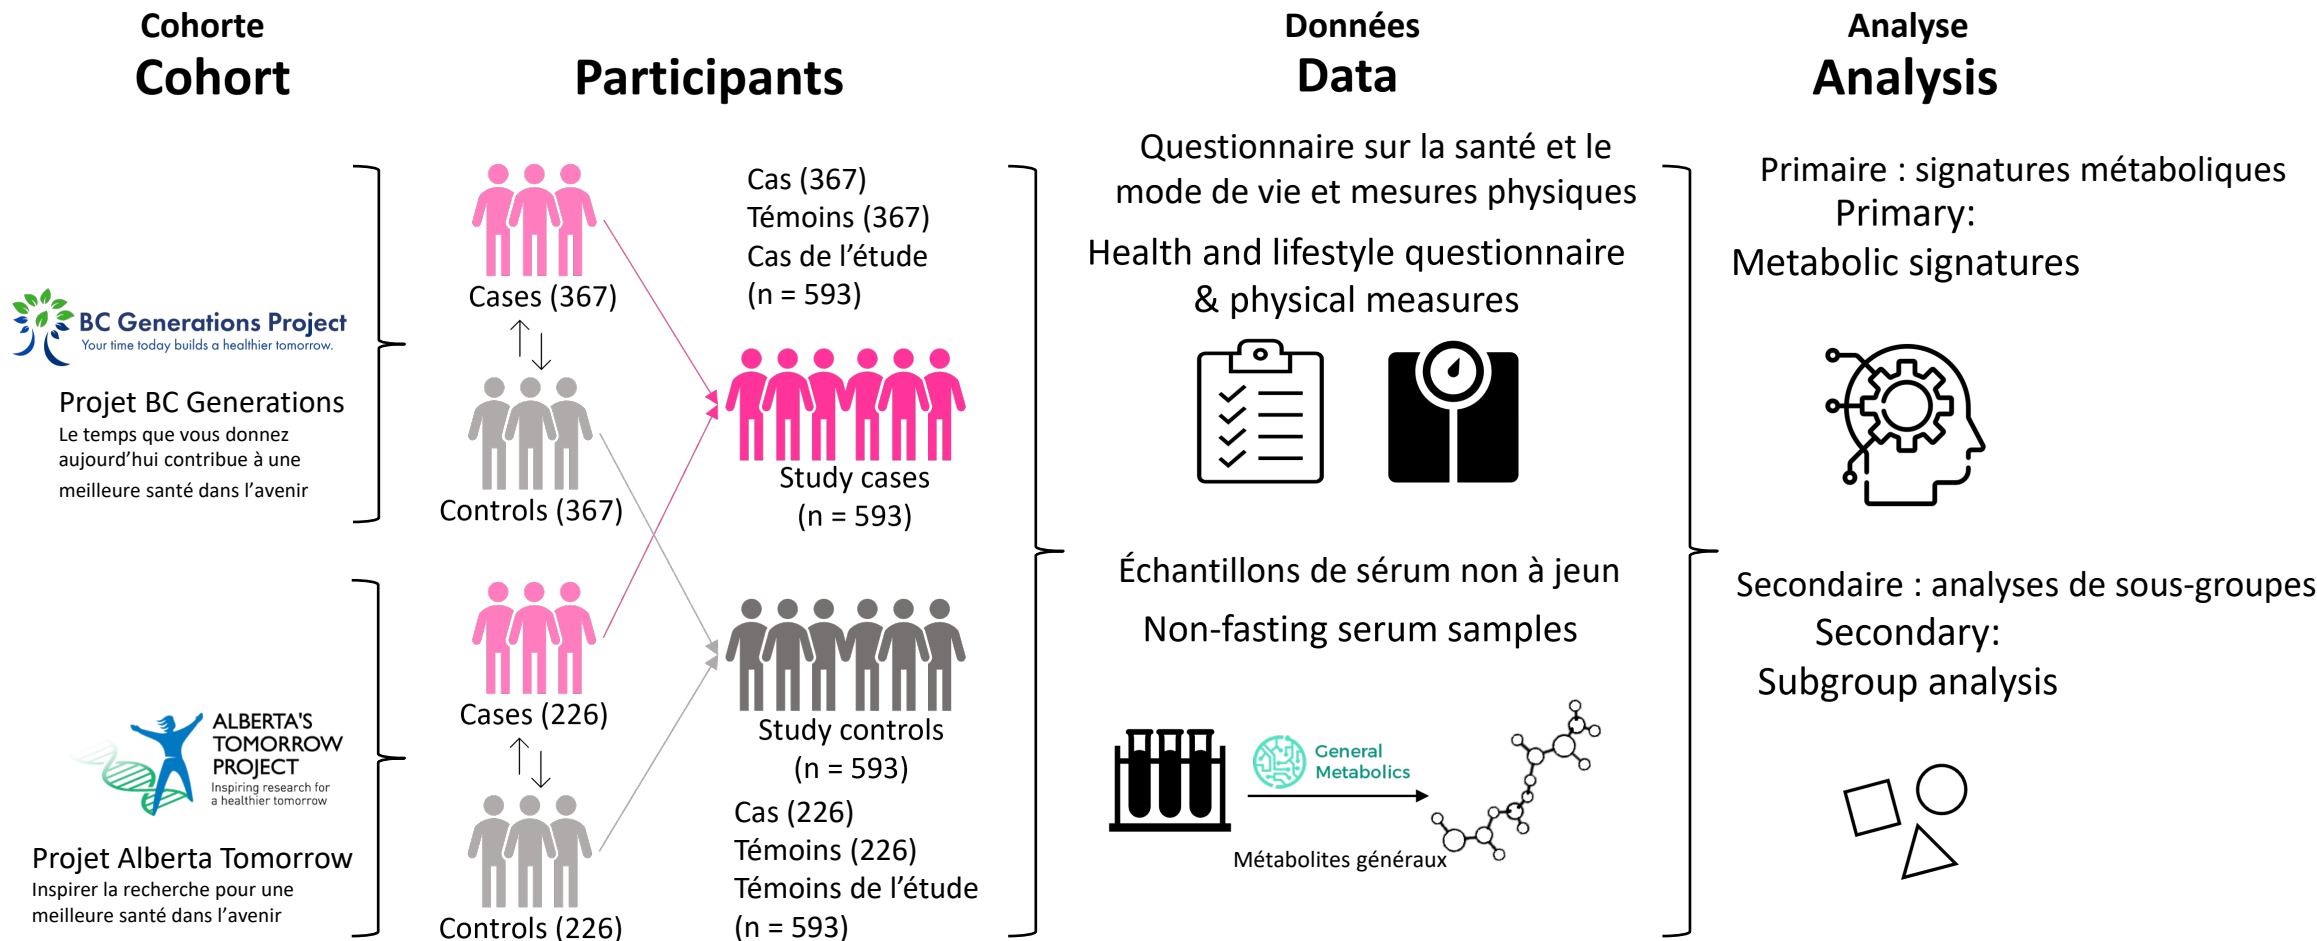 Cohorte
Cohort
Participants
Données
Data
Analyse
Analysis
BC Generations Project
Your time today builds a healthier tomorrow.
Projet BC Generations
Le temps que vous donnez
aujourd’hui contribue à une
meilleure santé dans l’avenir
ALBERTA'S
TOMORROW
PROJECT
Inspiring research for
a healthier tomorrow
Projet Alberta Tomorrow
Inspirer la recherche pour une
meilleure santé dans l’avenir
Cases (367)
Controls (367)
Cases (226)
Controls (226)
Cas (367)
Témoins (367)
Cas de l’étude
(n = 593)
Study cases
(n = 593)
Study controls
(n = 593)
Cas (226)
Témoins (226)
Témoins de l’étude
(n = 593)
Questionnaire sur la santé et le
mode de vie et mesures physiques
Health and lifestyle questionnaire
& physical measures
Échantillons de sérum non à jeun
Non-fasting serum samples
General
Metabolics
Métabolites généraux
Primaire : signatures métaboliques
Primary:
Metabolic signatures
Secondaire : analyses de sous-groupes
Secondary:
Subgroup analysis